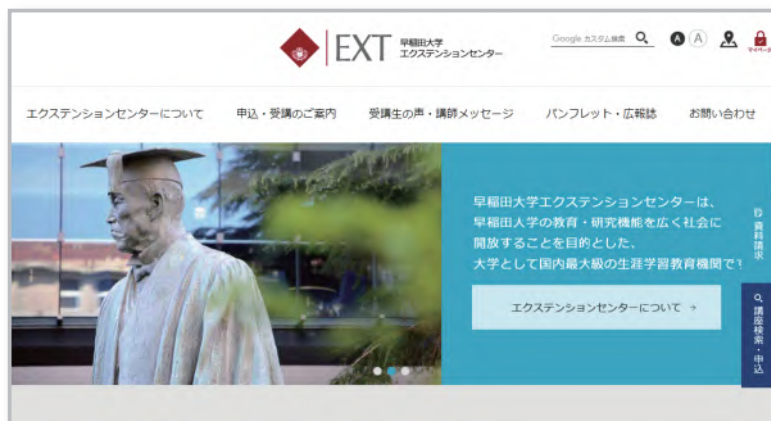 EXT
早稲田大学
エクステンションセンター
Google カスタム検索
A A
マイページ
エクステンションセンターについて 申込・受講のご案内 受講生の声・講師メッセージ パンフレット・広報誌 お問い合わせ
早稲田大学エクステンションセンターは、
早稲田大学の教育・研究機能を広く社会に
開放することを目的とした、
大学として国内最大級の生涯学習教育機関で
エクステンションセンターについて →
資料請求
講座検索・申込